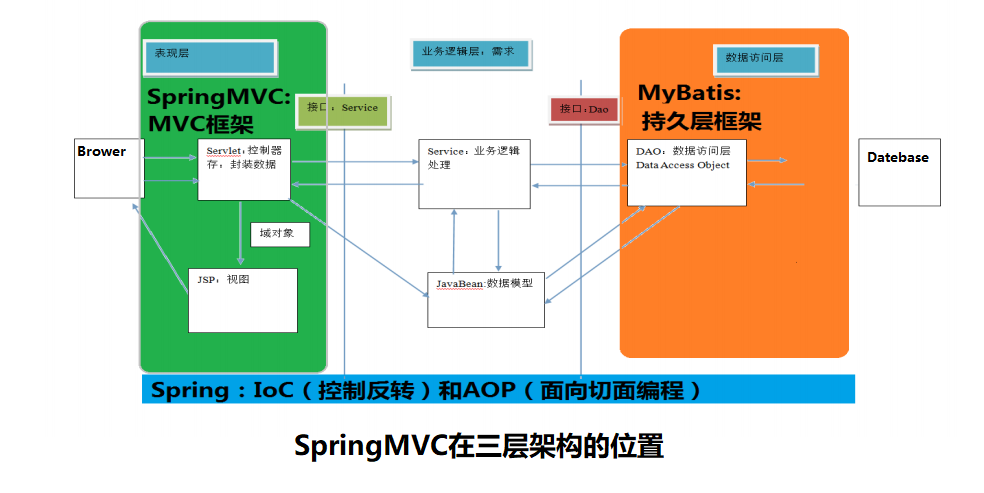 表现层
业务逻辑层：需求
数据访问层
SpringMVC:
MVC框架
接口：Service
接口：Dao
MyBatis:
持久层框架
Brower
Servlet：控制器
存：封装数据
Service：业务逻辑
处理
DAO：数据访问层
Data Access Object
Datebase
域对象
JSP：视图
JavaBean:数据模型
Spring：IoC（控制反转）和AOP（面向切面编程）
SpringMVC在三层架构的位置